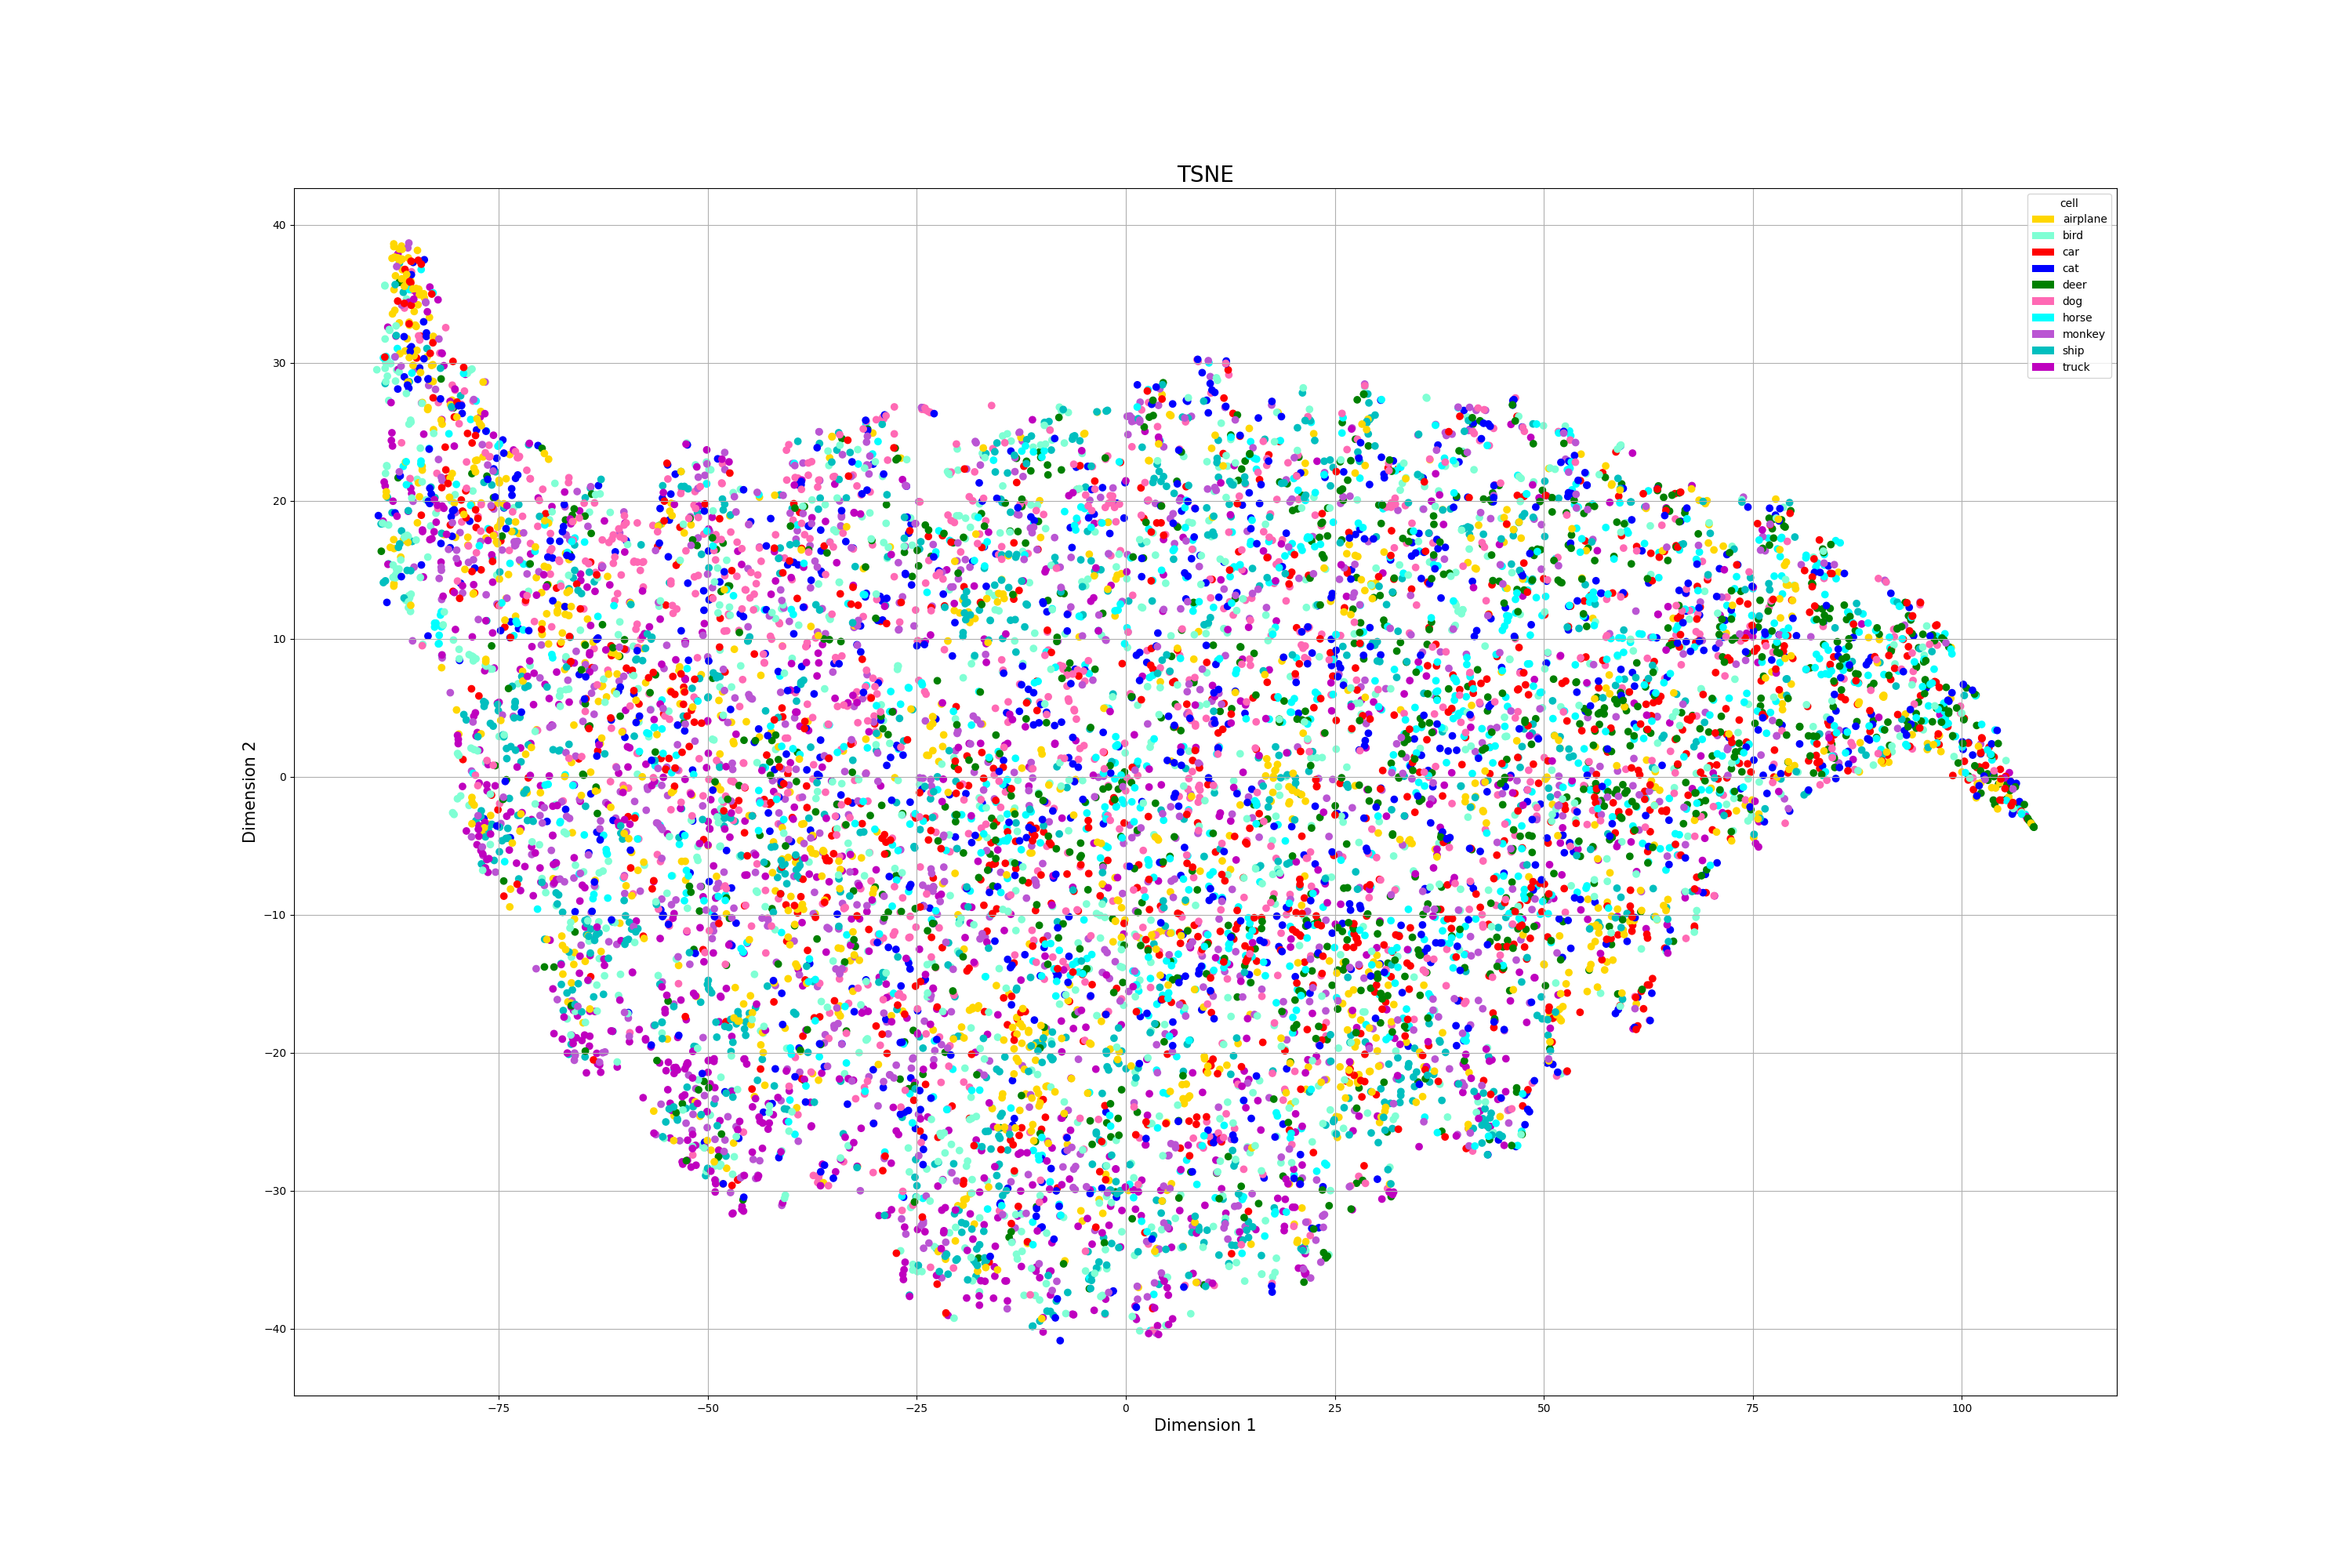 TSNE
40
30
20
10
0
−10
−20
−30
−40
Dimension 2
−75
−50
−25
0
25
50
75
100
Dimension 1
cell
airplane
bird
car
cat
deer
dog
horse
monkey
ship
truck